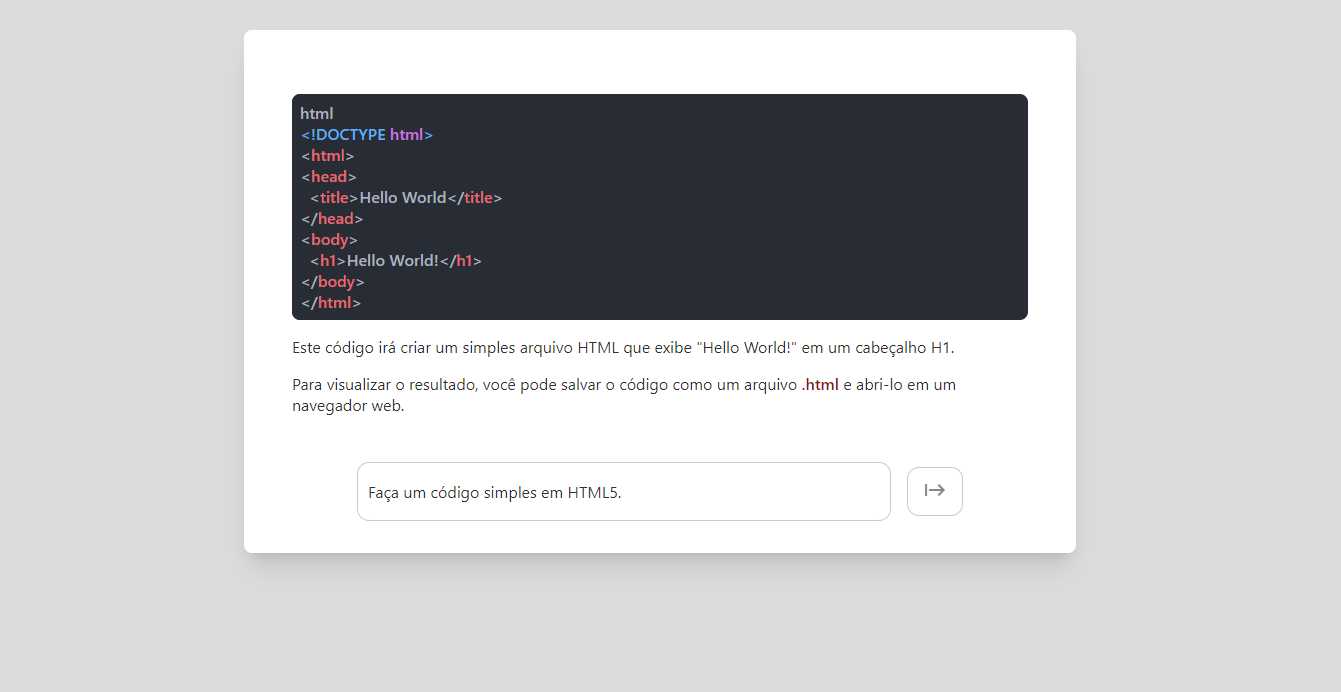 html
<!DOCTYPE html>
<html>
<head>
  <title>Hello World</title>
</head>
<body>
  <h1>Hello World!</h1>
</body>
</html>
Este código irá criar um simples arquivo HTML que exibe "Hello World!" em um cabeçalho H1.
Para visualizar o resultado, você pode salvar o código como um arquivo .html e abri-lo em um
navegador web.
Faça um código simples em HTML5.